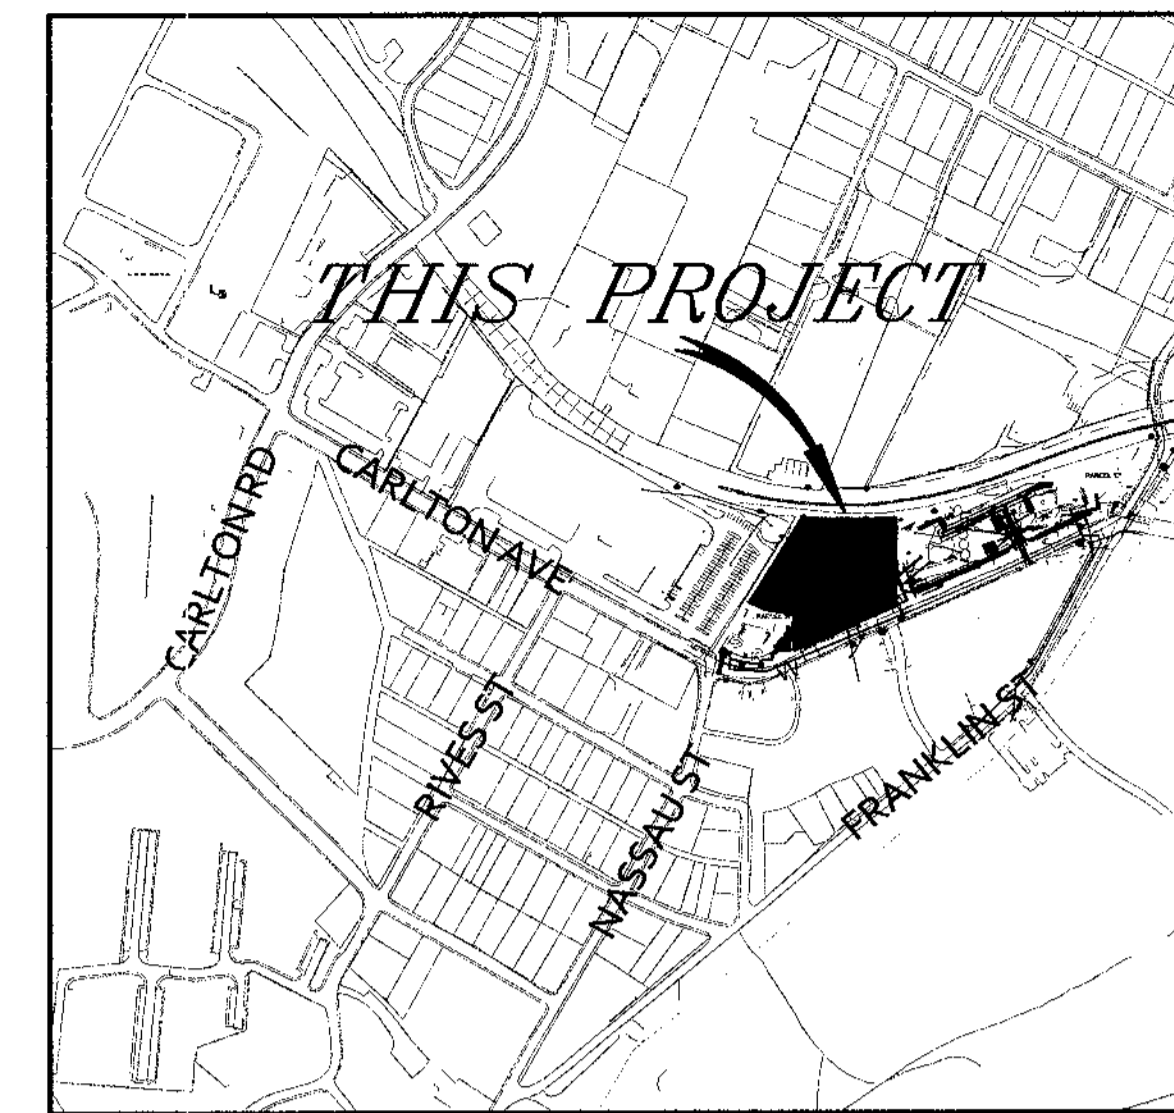 THIS PROJECT
CARLTON RD
CARLTON AVE
RIVES ST
NASSAU ST
FRANKLIN ST